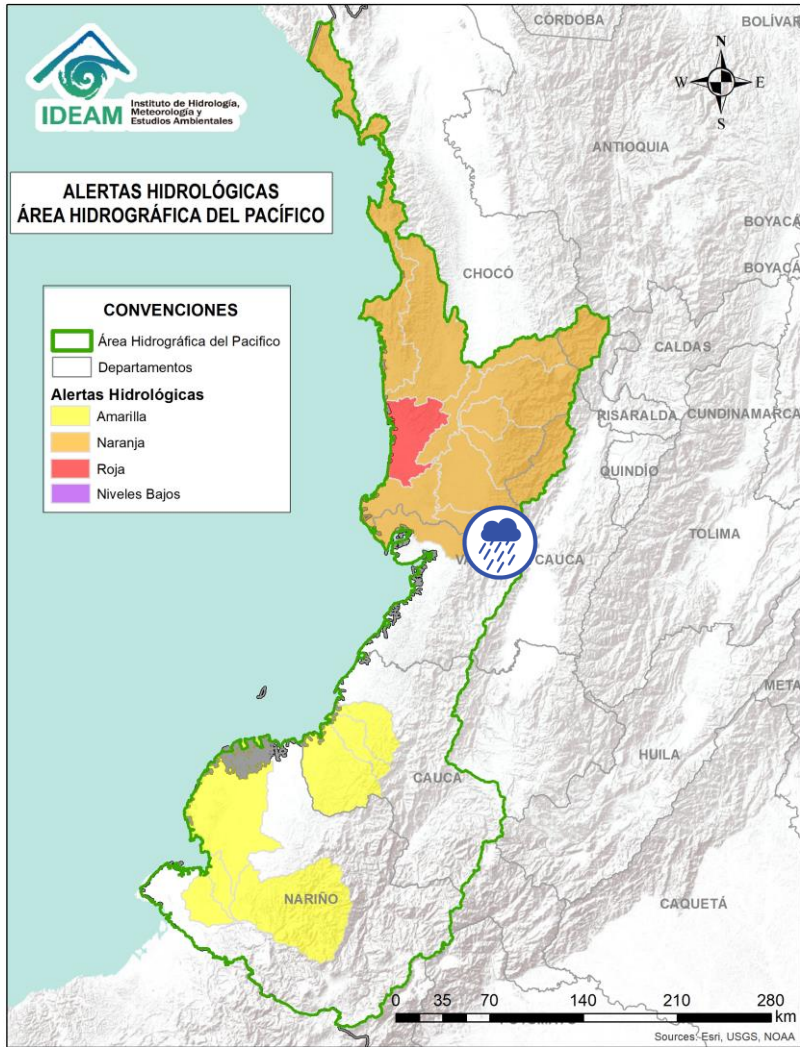 CÓRDOBA
BOLÍVAR
IDEAM
Instituto de Hidrología,
Meteorología y
Estudios Ambientales
N
W
E
S
ANTIOQUIA
ALERTAS HIDROLÓGICAS
ÁREA HIDROGRÁFICA DEL PACÍFICO
BOYACÁ
BOYACÁ
CHOCÓ
CONVENCIONES
Área Hidrográfica del Pacifico
Departamentos
Alertas Hidrológicas
Amarilla
Naranja
Roja
Niveles Bajos
CALDAS
RISARALDA
CUNDINAMARCA
QUINDÍO
TOLIMA
CAUCA
META
HUILA
CAUCA
NARIÑO
CAQUETÁ
0 35 70 140 210 280
km
Sources: Esri, USGS, NOAA